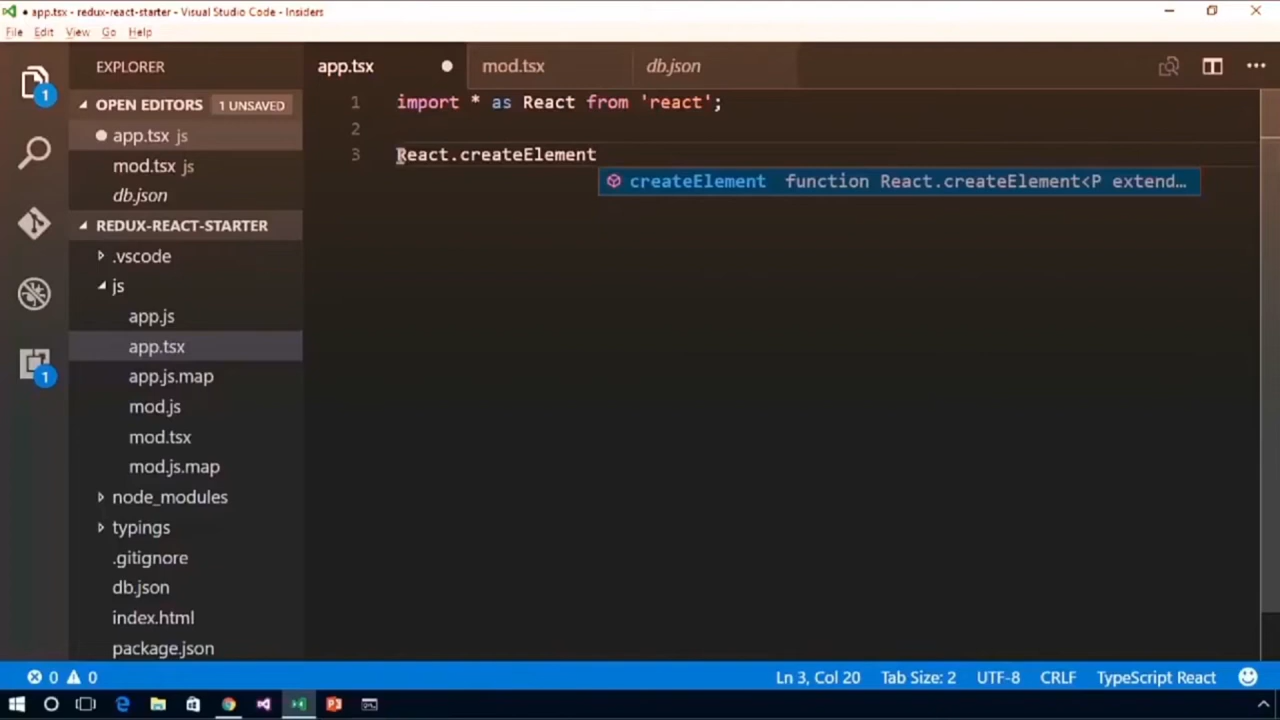 ● app.tsx - redux-react-starter - Visual Studio Code - Insiders
File Edit View Go Help
EXPLORER
OPEN EDITORS 1 UNSAVED
app.tsx js
mod.tsx js
db.json
REDUX-REACT-STARTER
.vscode
js
app.js
app.tsx
app.js.map
mod.js
mod.tsx
mod.js.map
node_modules
typings
.gitignore
db.json
index.html
package.json
1
1
app.tsx mod.tsx db.json
1 import * as React from 'react';
2
3 React.createElement
createElement function React.createElement<P extend…
0 0 Ln 3, Col 20 Tab Size: 2 UTF-8 CRLF TypeScript React